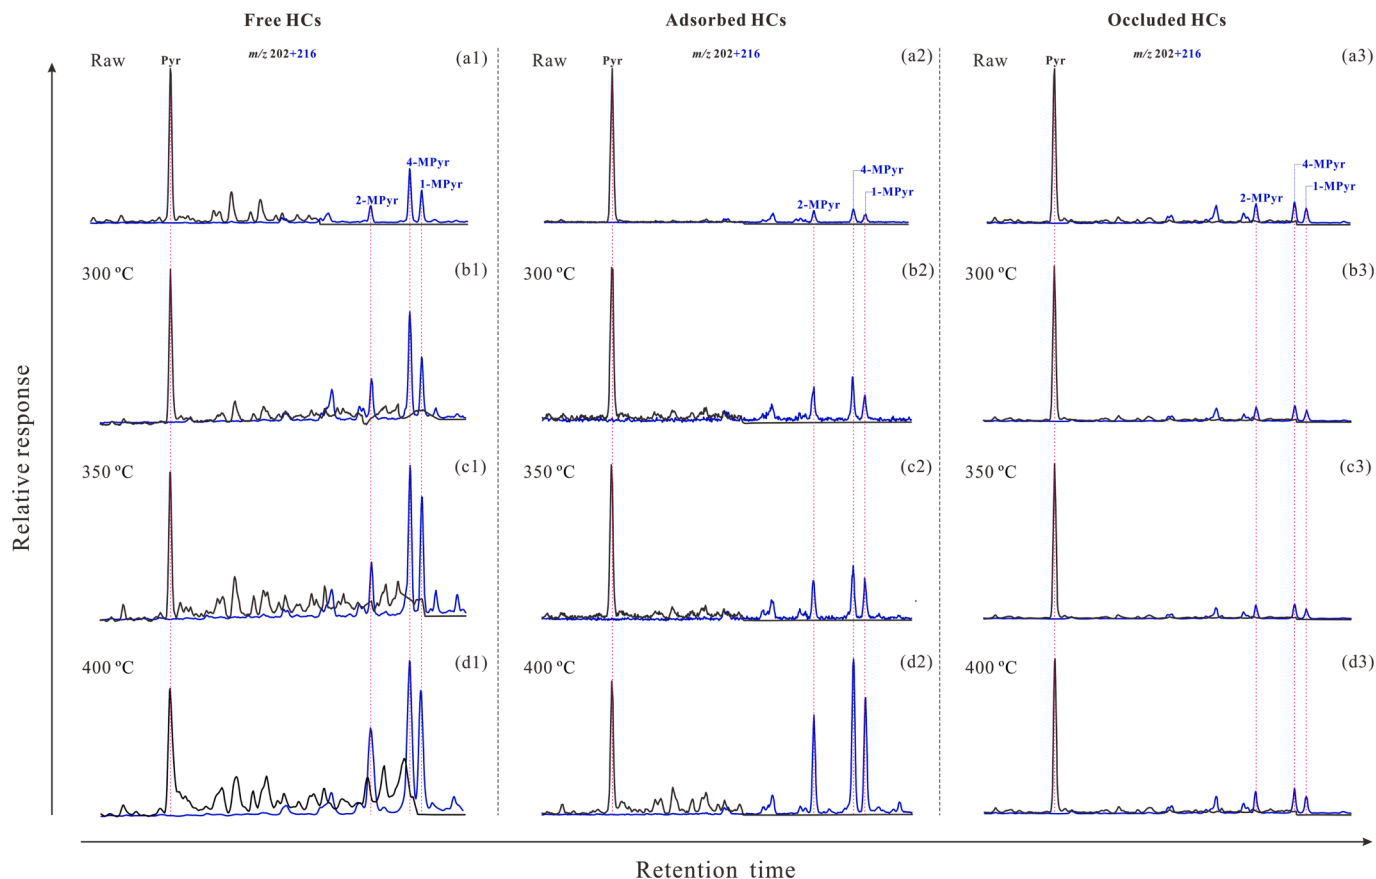 Free HCs
Adsorbed HCs
Occluded HCs
Raw
Pyr
m/z 202+216
(a1)
4-MPyr
1-MPyr
2-MPyr
Raw
Pyr
m/z 202+216
(a2)
4-MPyr
1-MPyr
2-MPyr
Raw
Pyr
m/z 202+216
(a3)
4-MPyr
1-MPyr
2-MPyr
300 ºC
(b1)
300 ºC
(b2)
300 ºC
(b3)
350 ºC
(c1)
350 ºC
(c2)
350 ºC
(c3)
400 ºC
(d1)
400 ºC
(d2)
400 ºC
(d3)
Relative response
Retention time